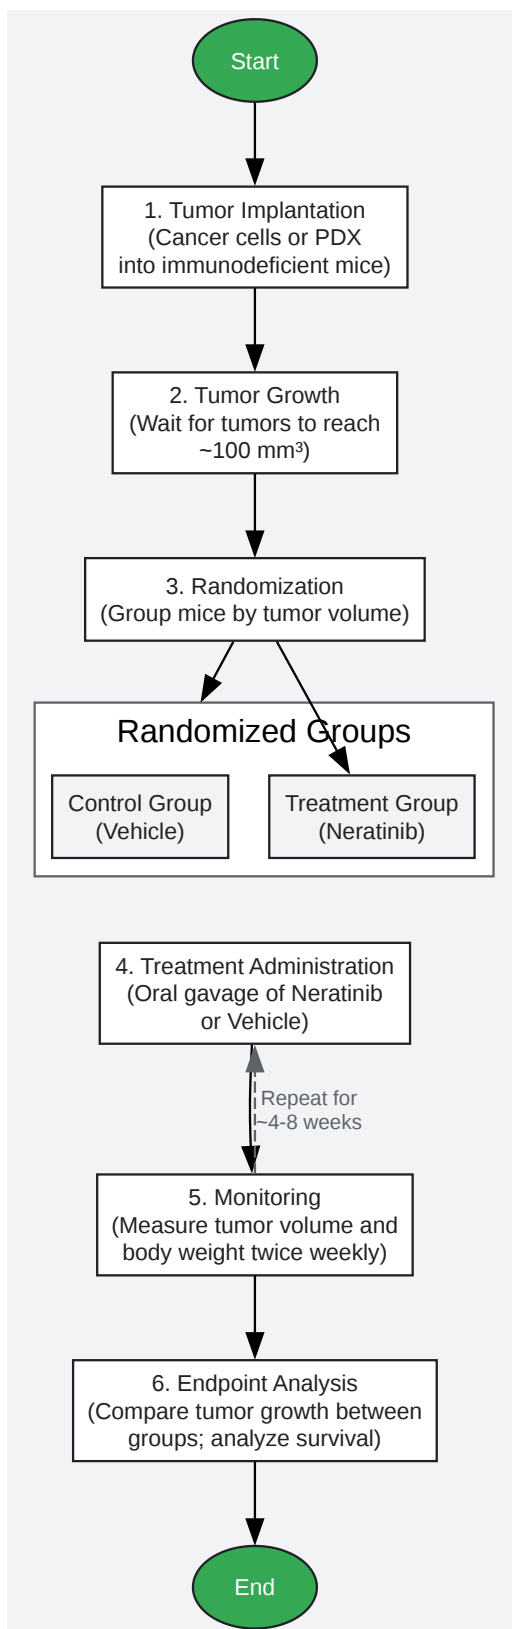 Start
1. Tumor Implantation
(Cancer cells or PDX
into immunodeficient mice)
2. Tumor Growth
(Wait for tumors to reach
~100 mm³)
3. Randomization
(Group mice by tumor volume)
Randomized Groups
Control Group
(Vehicle)
Treatment Group
(Neratinib)
4. Treatment Administration
(Oral gavage of Neratinib
or Vehicle)
Repeat for
~4-8 weeks
5. Monitoring
(Measure tumor volume and
body weight twice weekly)
6. Endpoint Analysis
(Compare tumor growth between
groups; analyze survival)
End